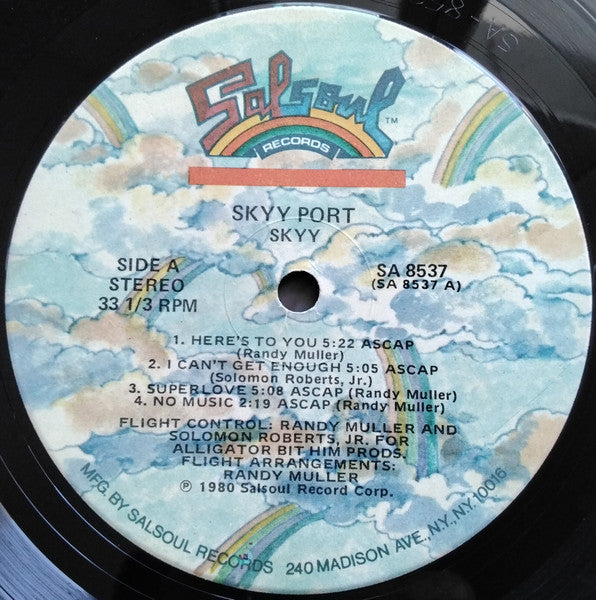 Salsoul
TM
RECORDS
SKYY PORT
SKYY
SIDE A
STEREO
33 1/3 RPM
SA 8537
(SA 8537 A)
1. HERE'S TO YOU 5:22 ASCAP
(Randy Muller)
2. I CAN'T GET ENOUGH 5:05 ASCAP
(Solomon Roberts, Jr.)
3. SUPERLOVE 5:08 ASCAP (Randy Muller)
4. NO MUSIC 2:19 ASCAP (Randy Muller)
FLIGHT CONTROL: RANDY MULLER AND
SOLOMON ROBERTS, JR. FOR
ALLIGATOR BIT HIM PRODS.
FLIGHT ARRANGEMENTS:
RANDY MULLER
℗ 1980 Salsoul Record Corp.
MFG. BY SALSOUL RECORDS 240 MADISON AVE., NY., NY. 10016